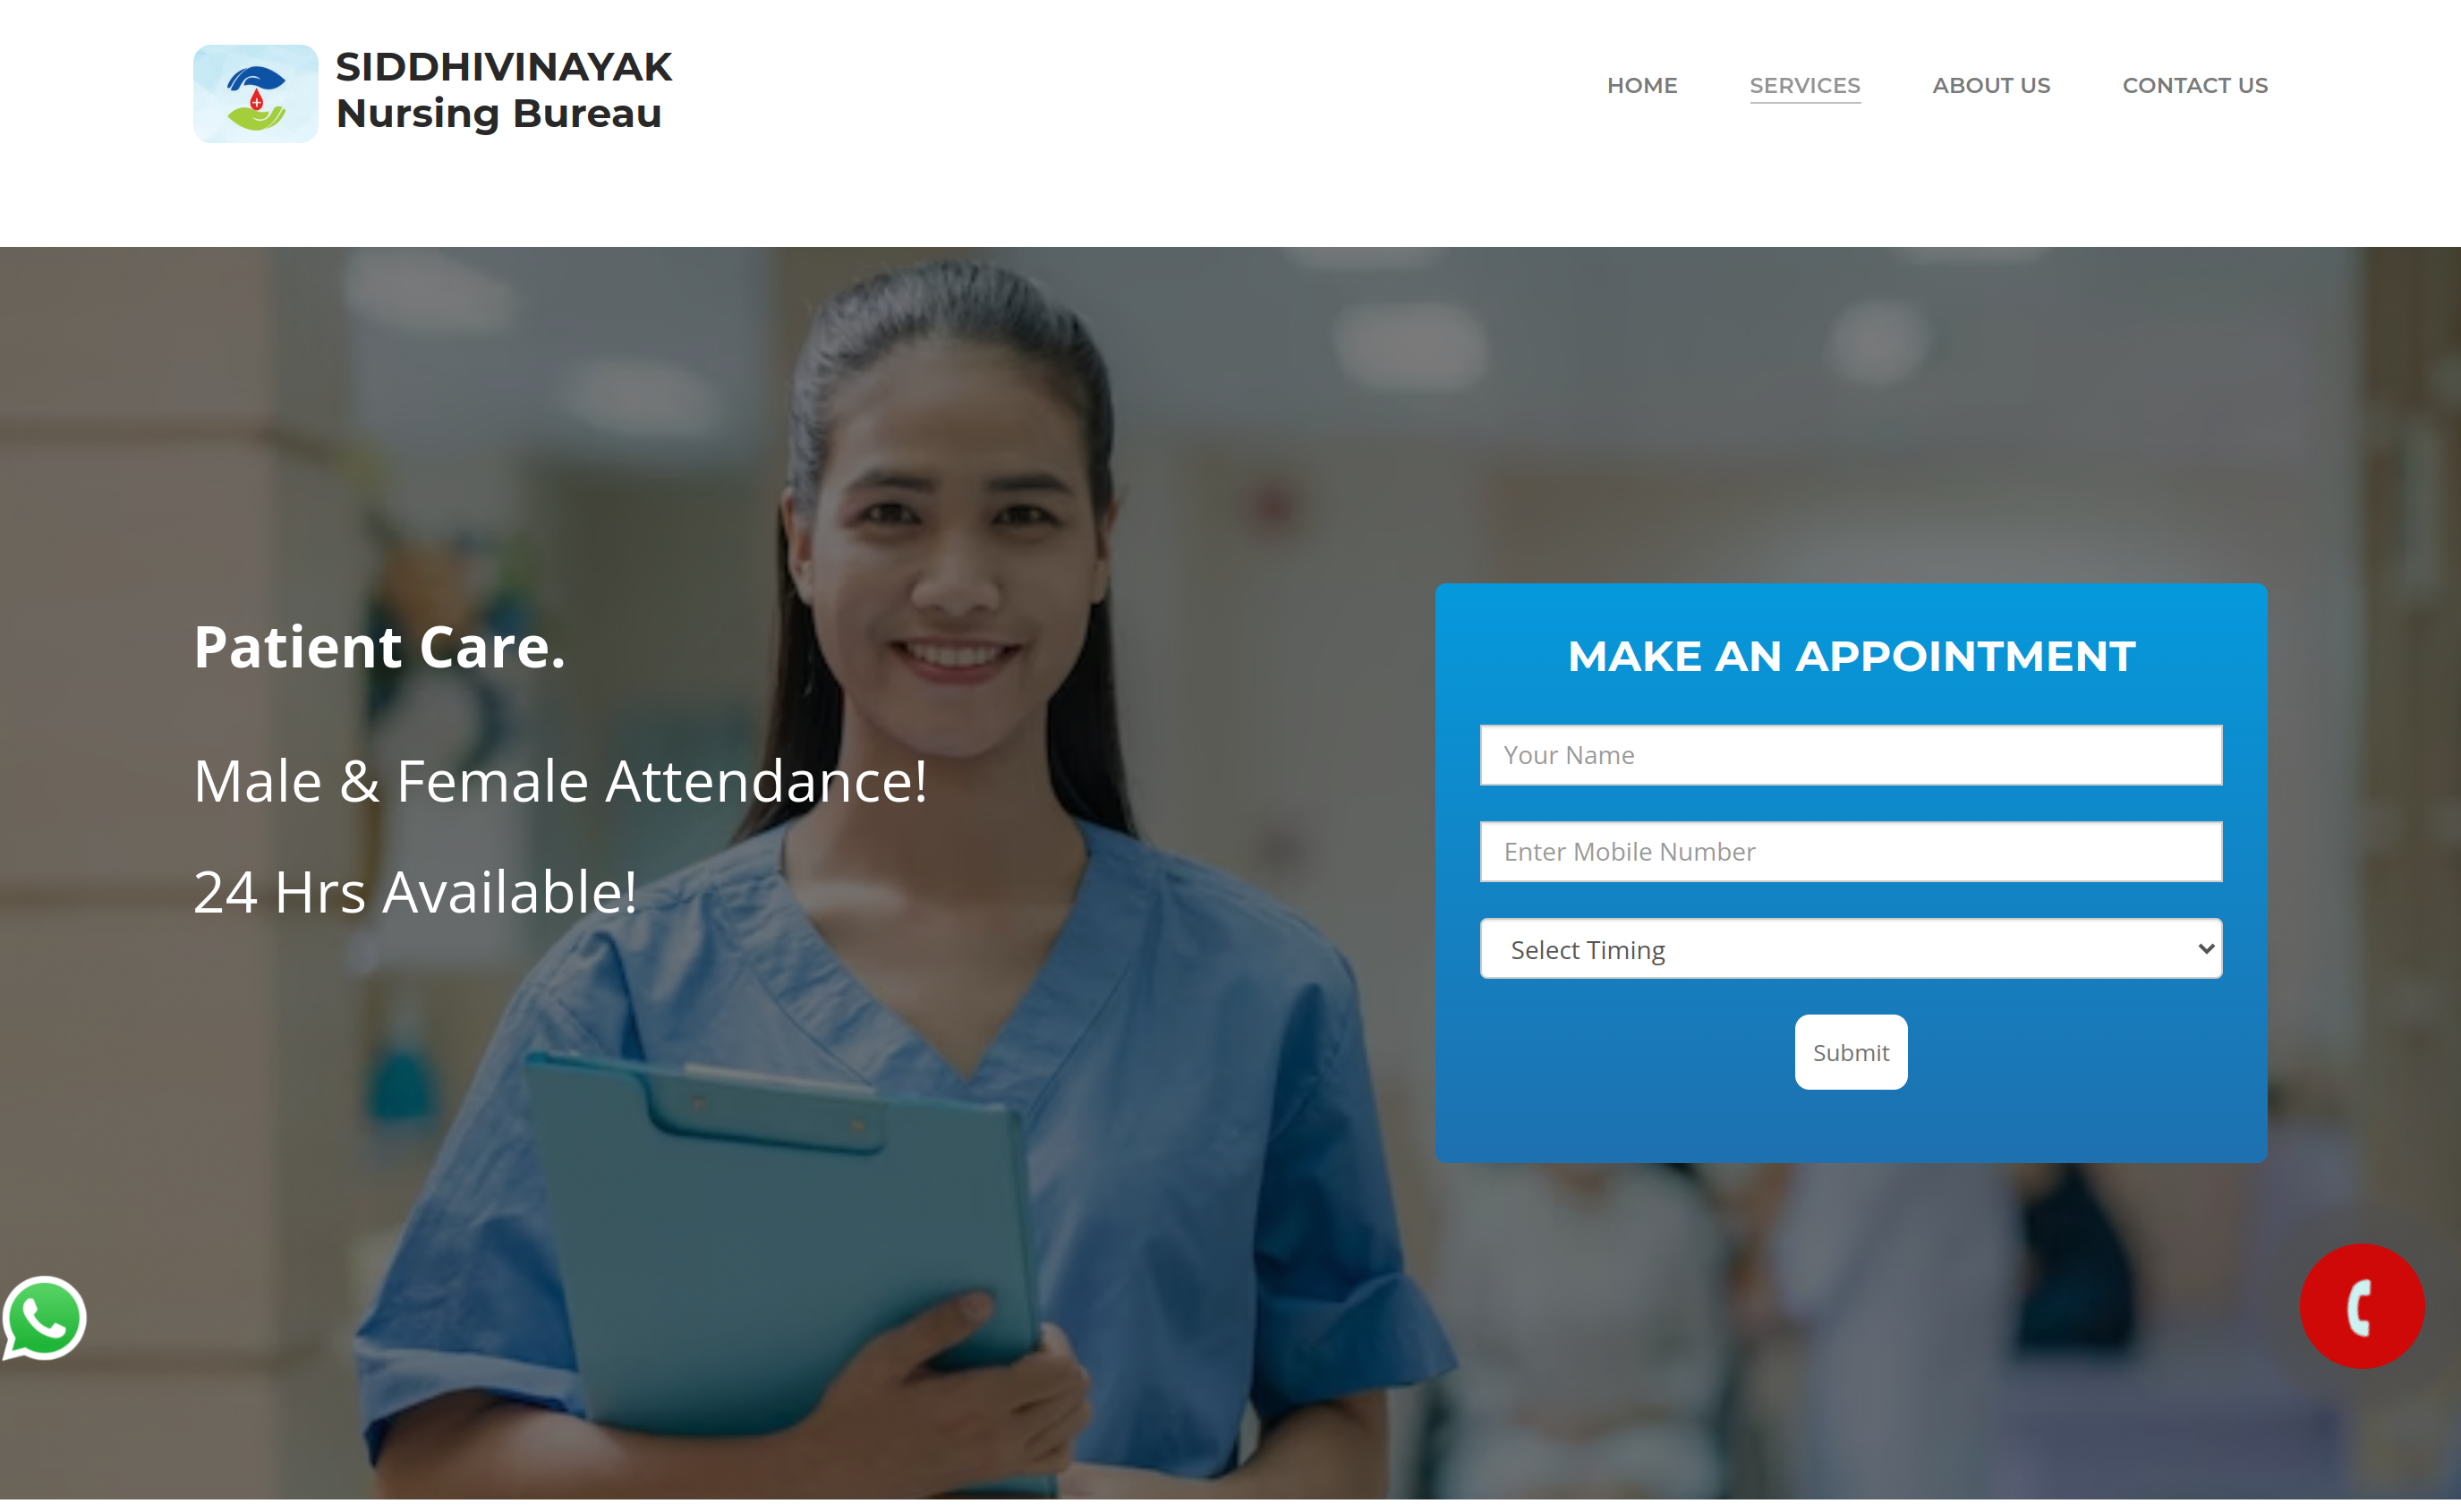 SIDDHIVINAYAK
Nursing Bureau
HOME
SERVICES
ABOUT US
CONTACT US
Patient Care.
Male & Female Attendance!
24 Hrs Available!
MAKE AN APPOINTMENT
Your Name
Enter Mobile Number
Select Timing
Submit